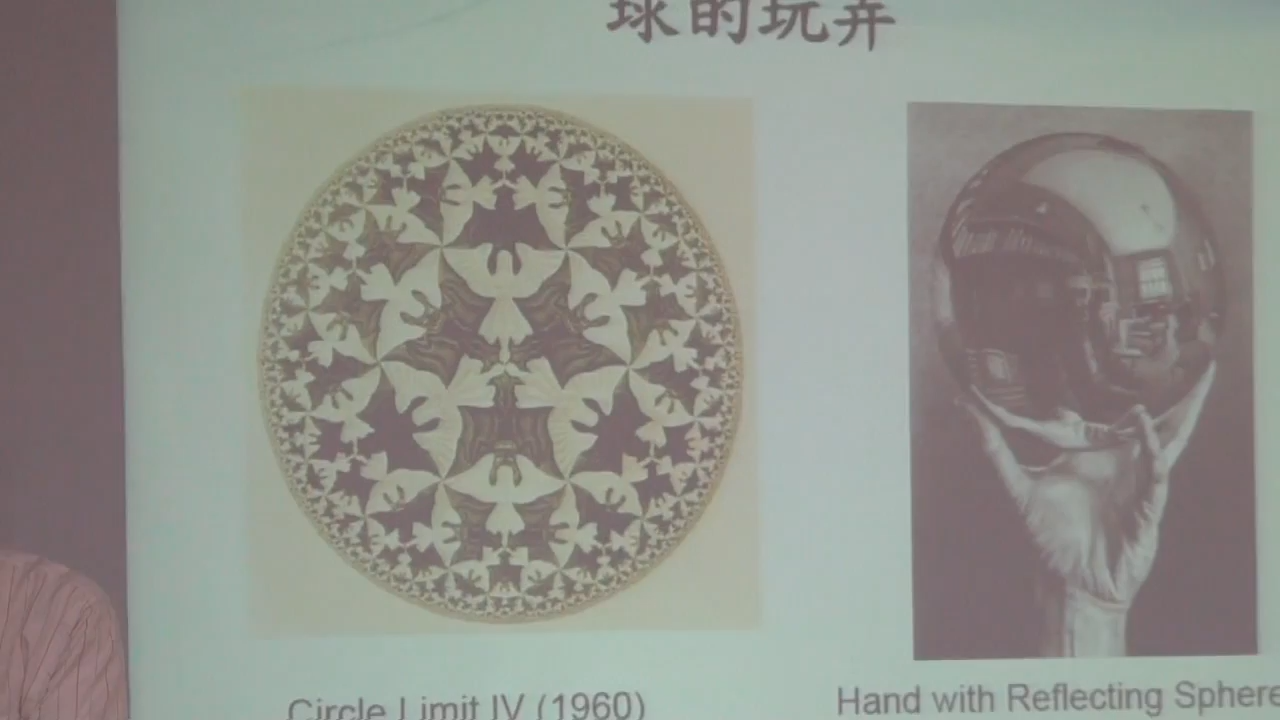 球的玩弄
Circle Limit IV (1960)
Hand with Reflecting Sphere